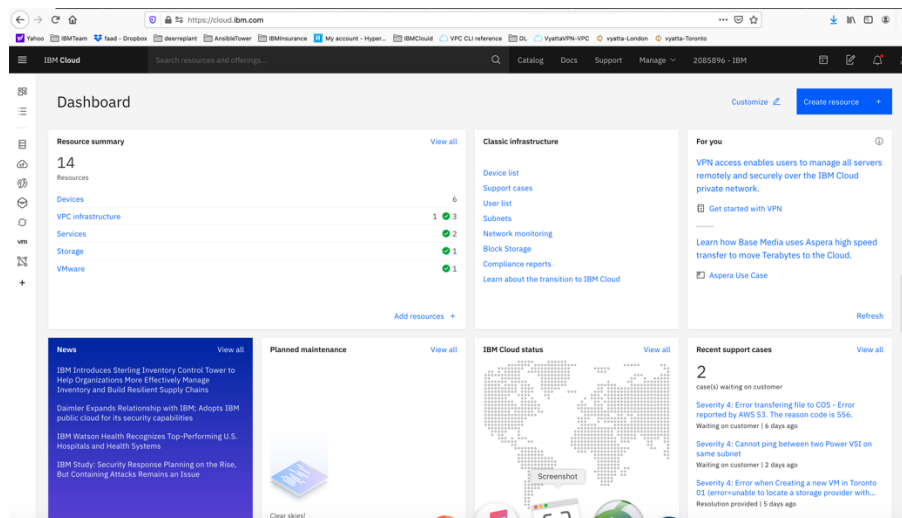 https://cloud.ibm.com
Yahoo IBMTeam faad - Dropbox deerreplant AnsibleTower IBMInsurance My account - Hyper... IBMClouid VPC CLI reference DL VyattaVPN-VPC vyatta-London vyatta-Toronto
IBM Cloud Search resources and offerings... Catalog Docs Support Manage 2085896 - IBM
Dashboard Customize Create resource +
Resource summary View all
14
Resources
Devices 6
VPC infrastructure 1 3
Services 2
Storage 1
VMware 1
Add resources +
Classic infrastructure
Device list
Support cases
User list
Subnets
Network monitoring
Block Storage
Compliance reports
Learn about the transition to IBM Cloud
For you
VPN access enables users to manage all servers
remotely and securely over the IBM Cloud
private network.
Get started with VPN
Learn how Base Media uses Aspera high speed
transfer to move Terabytes to the Cloud.
Aspera Use Case
Refresh
vm
News View all
IBM Introduces Sterling Inventory Control Tower to
Help Organizations More Effectively Manage
Inventory and Build Resilient Supply Chains
Daimler Expands Relationship with IBM; Adopts IBM
public cloud for its security capabilities
IBM Watson Health Recognizes Top-Performing U.S.
Hospitals and Health Systems
IBM Study: Security Response Planning on the Rise,
But Containing Attacks Remains an Issue
Planned maintenance View all
Clear skies!
IBM Cloud status View all
Screenshot
Recent support cases View all
2
case(s) waiting on customer
Severity 4: Error transfering file to COS - Error
reported by AWS S3. The reason code is 556.
Waiting on customer | 6 days ago
Severity 4: Cannot ping between two Power VSI on
same subnet
Waiting on customer | 2 days ago
Severity 4: Error when Creating a new VM in Toronto
01 (error=unable to locate a storage provider with...
Resolution provided | 5 days ago